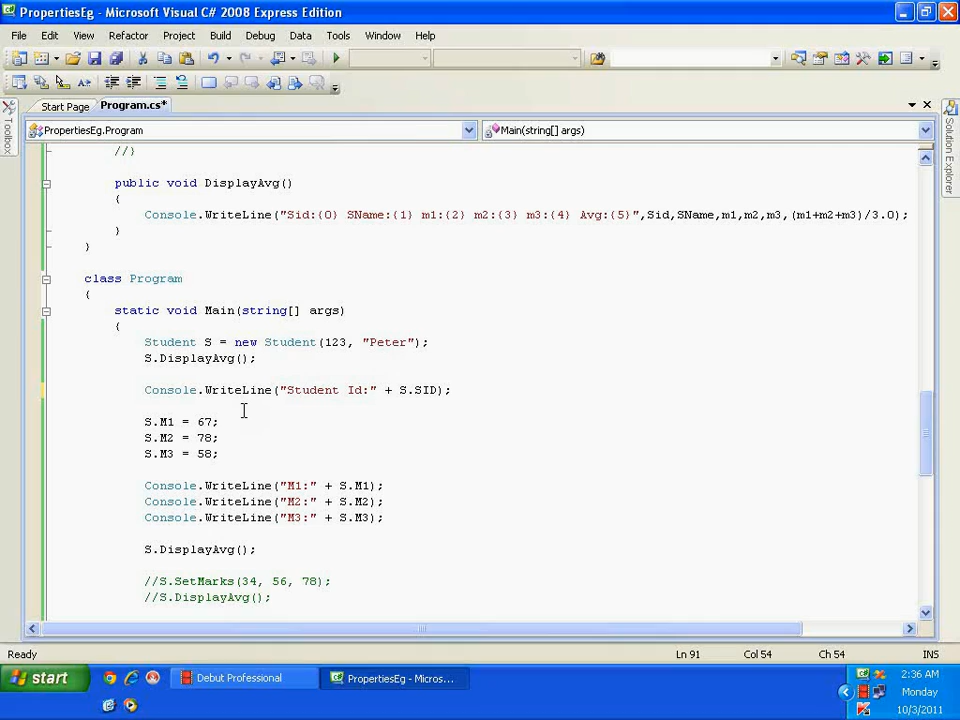 PropertiesEg - Microsoft Visual C# 2008 Express Edition
File Edit View Refactor Project Build Debug Data Tools Window Help
Start Page Program.cs*
Toolbox
Solution Explorer
PropertiesEg.Program Main(string[] args)
//}
public void DisplayAvg()
{
Console.WriteLine("Sid:{0} SName:{1} m1:{2} m2:{3} m3:{4} Avg:{5}",Sid,SName,m1,m2,m3,(m1+m2+m3)/3.0);
}
}
class Program
{
static void Main(string[] args)
{
Student S = new Student(123, "Peter");
S.DisplayAvg();
Console.WriteLine("Student Id:" + S.SID);
S.M1 = 67;
S.M2 = 78;
S.M3 = 58;
Console.WriteLine("M1:" + S.M1);
Console.WriteLine("M2:" + S.M2);
Console.WriteLine("M3:" + S.M3);
S.DisplayAvg();
//S.SetMarks(34, 56, 78);
//S.DisplayAvg();
Ready Ln 91 Col 54 Ch 54 INS
start Debut Professional PropertiesEg - Micros... 2:36 AM
Monday
10/3/2011